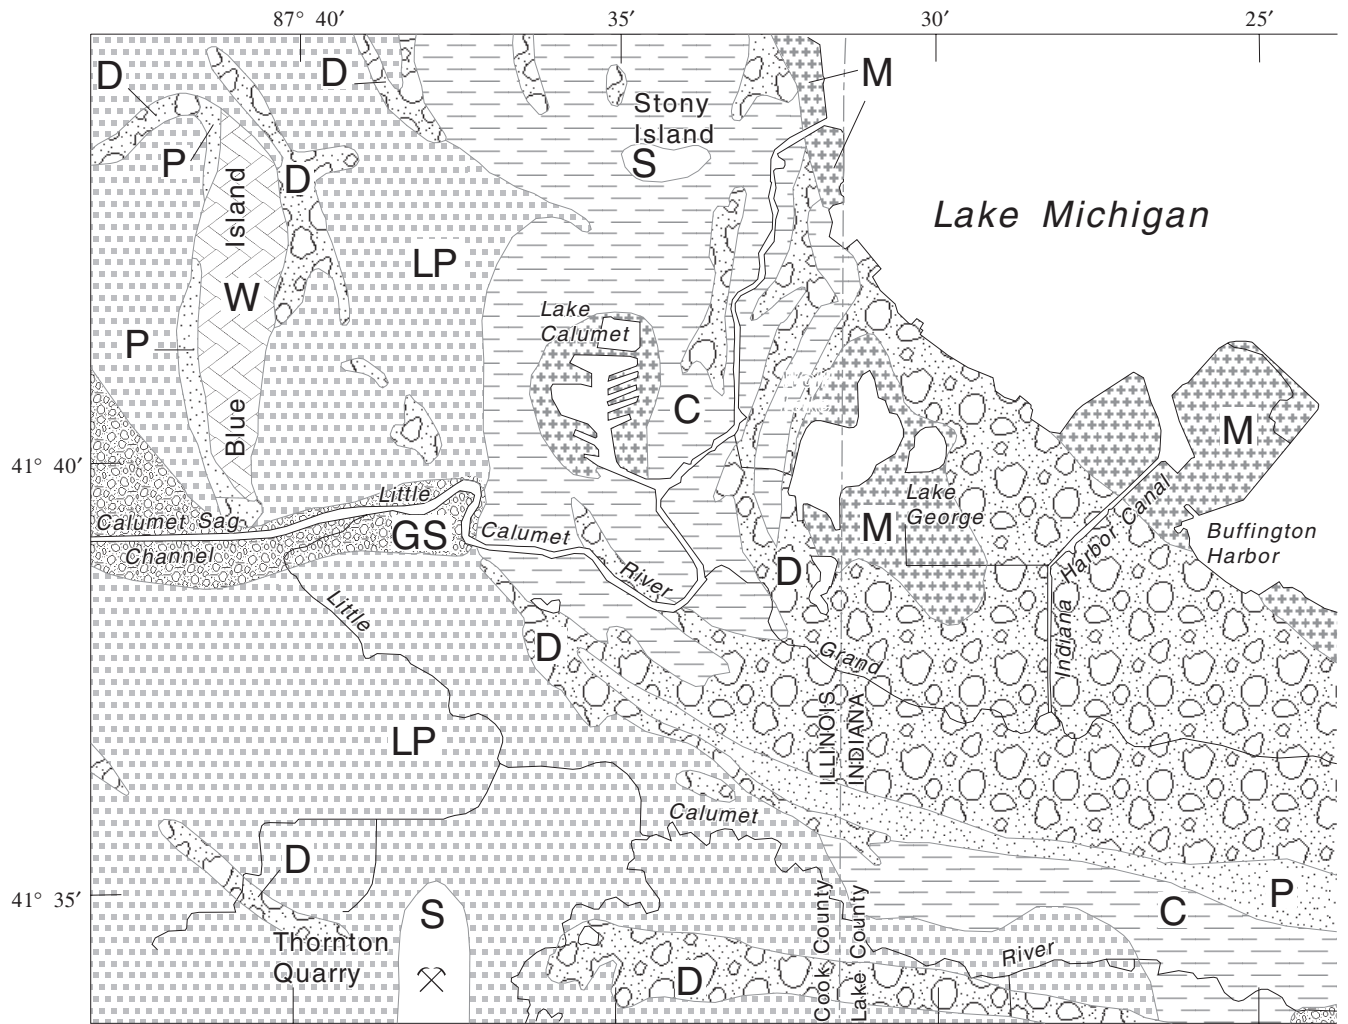 87° 40′ 35′ 30′ 25′
D
D
M
Stony
Island
S
P
D
Island
Lake Michigan
LP
W
Lake
Calumet
P
C
Blue
M
41° 40′
Little
Lake
George
Calumet Sag
Channel
GS
Calumet
M
Harbor Canal
Buffington
Harbor
River
D
Little
Indiana
D
Grand
ILLINOIS
INDIANA
LP
Calumet
D
41° 35′
S
Cook County
Lake County
C
P
Thornton
Quarry
River
D